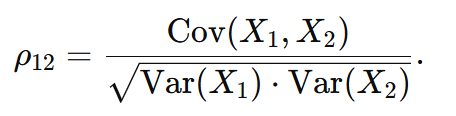 ρ₁₂ = Cov(X₁, X₂) / √(Var(X₁) · Var(X₂)).